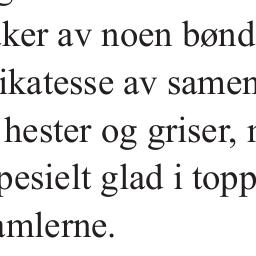 ker av noen bønd
ikatesse av samen
hester og griser, n
pesielt glad i topp
amlerne.